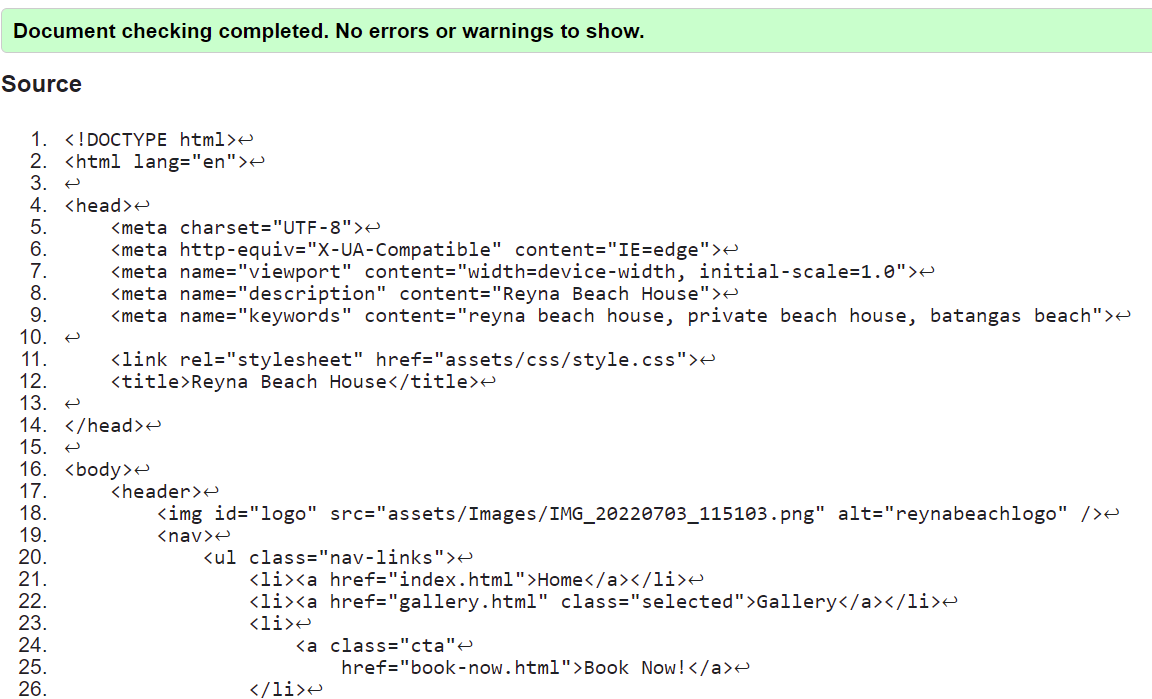 Document checking completed. No errors or warnings to show.
Source
1. <!DOCTYPE html>↩
2. <html lang="en">↩
3. ↩
4. <head>↩
5.     <meta charset="UTF-8">↩
6.     <meta http-equiv="X-UA-Compatible" content="IE=edge">↩
7.     <meta name="viewport" content="width=device-width, initial-scale=1.0">↩
8.     <meta name="description" content="Reyna Beach House">↩
9.     <meta name="keywords" content="reyna beach house, private beach house, batangas beach">↩
10. ↩
11.     <link rel="stylesheet" href="assets/css/style.css">↩
12.     <title>Reyna Beach House</title>↩
13. ↩
14. </head>↩
15. ↩
16. <body>↩
17.     <header>↩
18.         <img id="logo" src="assets/Images/IMG_20220703_115103.png" alt="reynabeachlogo" />↩
19.         <nav>↩
20.             <ul class="nav-links">↩
21.                 <li><a href="index.html">Home</a></li>↩
22.                 <li><a href="gallery.html" class="selected">Gallery</a></li>↩
23.                 <li>↩
24.                     <a class="cta"↩
25.                         href="book-now.html">Book Now!</a>↩
26.                 </li>↩